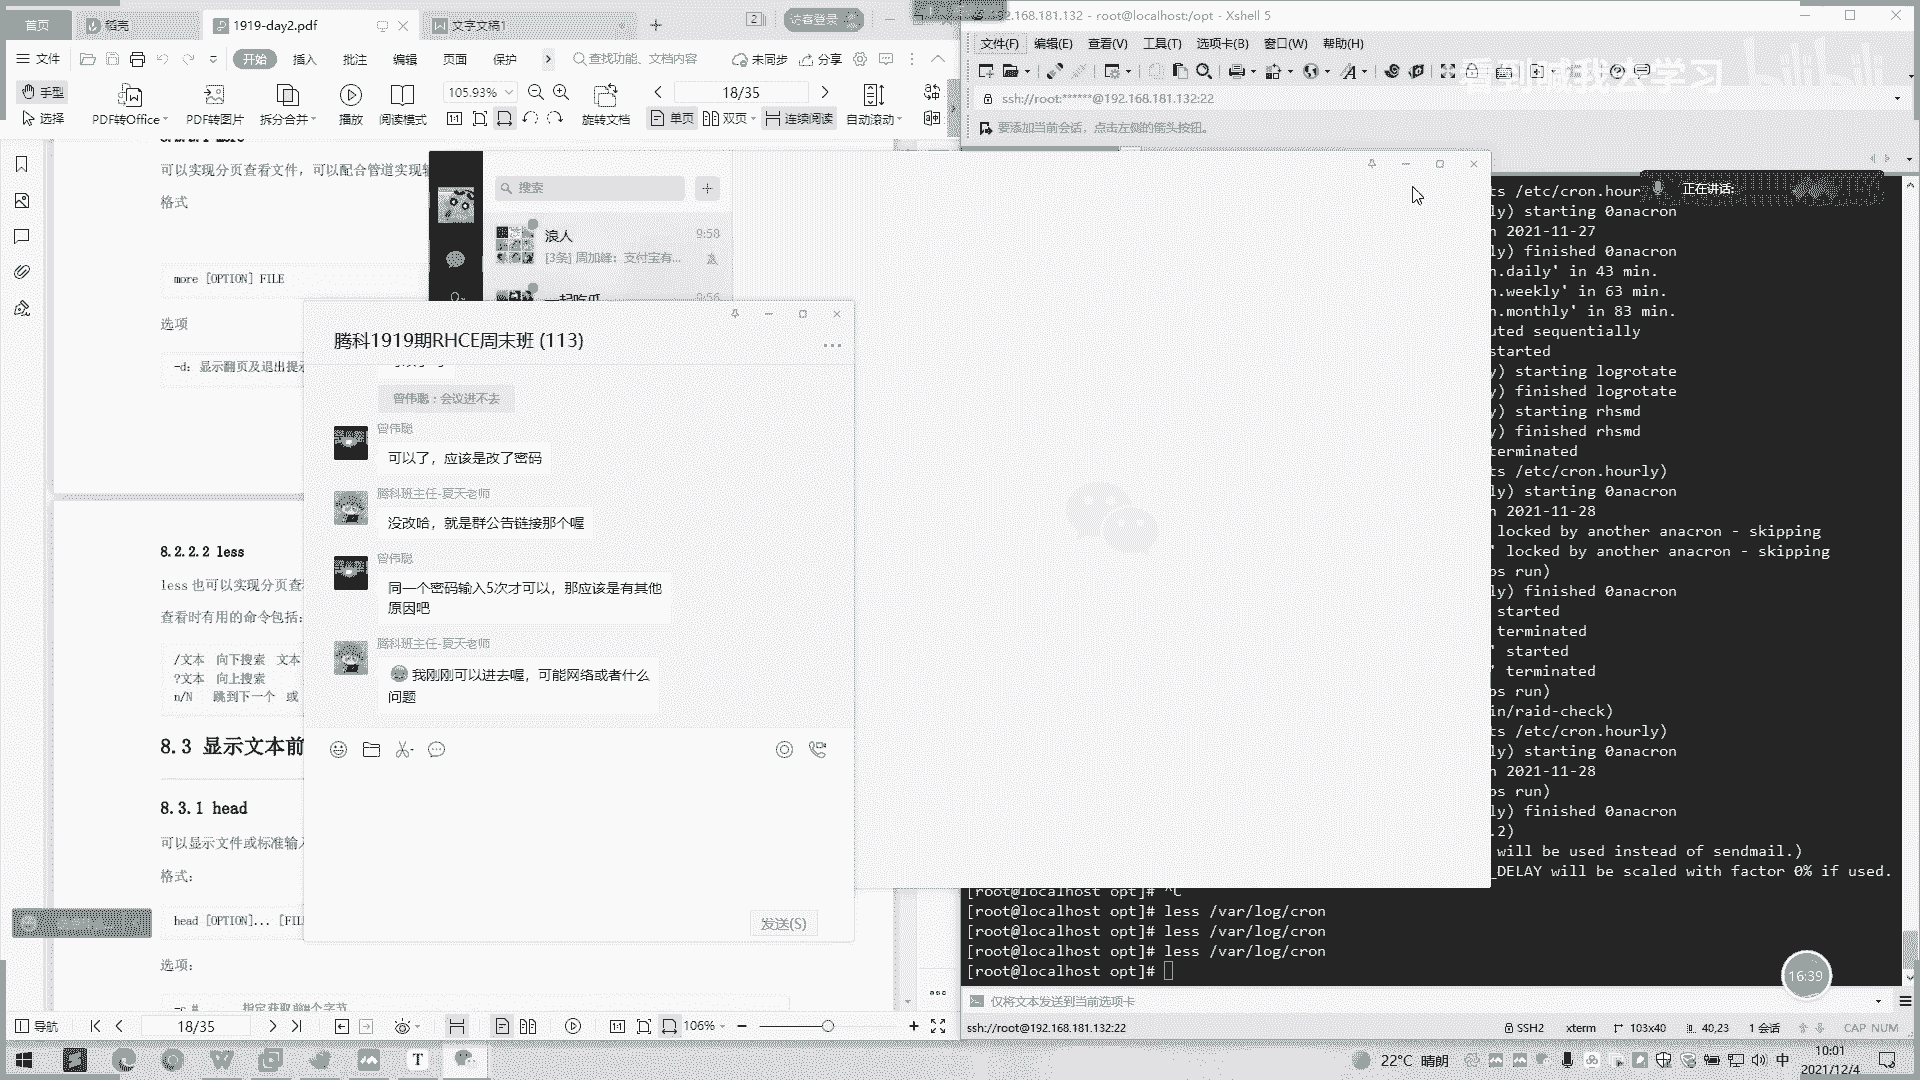 首页
稻壳
1919-day2.pdf
文字文稿1
2
访客登录
文件
开始
插入
批注
编辑
页面
保护
查找功能、文档内容
未同步
分享
手型
选择
PDF转Office
PDF转图片
拆分合并
播放
阅读模式
105.93%
旋转文档
18/35
单页
双页
连续阅读
自动滚动
可以实现分页查看文件，可以配合管道实现
格式
more [OPTION] FILE
选项
-d: 显示翻页及退出提示
8.2.2.2 less
less 也可以实现分页查
查看时有用的命令包括：
/文本 向下搜索 文本
?文本 向上搜索
n/N 跳到下一个 或
8.3 显示文本前
8.3.1 head
可以显示文件或标准输入
格式：
head [OPTION]... [FIL
选项：
-c # 指定获取前#个字节
导航
18/35
106%
搜索
浪人
9:58
[3条] 周加峰：支付宝有...
一起吃瓜
9:56
腾科1919期RHCE周末班 (113)
曾伟聪：会议进不去
曾伟聪
可以了，应该是改了密码
腾科班主任-夏天老师
没改哈，就是群公告链接那个喔
曾伟聪
同一个密码输入5次才可以，那应该是有其他
原因吧
腾科班主任-夏天老师
我刚刚可以进去喔，可能网络或者什么
问题
发送(S)
192.168.181.132 - root@localhost:/opt - Xshell 5
文件(F)
编辑(E)
查看(V)
工具(T)
选项卡(B)
窗口(W)
帮助(H)
看到喊我去学习
bilibili
ssh://root:******@192.168.181.132:22
要添加当前会话，点击左侧的箭头按钮。
正在讲话:
ts /etc/cron.hour
ly) starting 0anacron
n 2021-11-27
ly) finished 0anacron
n.daily' in 43 min.
n.weekly' in 63 min.
n.monthly' in 83 min.
uted sequentially
started
y) starting logrotate
y) finished logrotate
y) starting rhsmd
y) finished rhsmd
terminated
ts /etc/cron.hourly)
ly) starting 0anacron
n 2021-11-28
locked by another anacron - skipping
' locked by another anacron - skipping
bs run)
ly) finished 0anacron
started
terminated
' started
' terminated
bs run)
in/raid-check)
ts /etc/cron.hourly)
ly) starting 0anacron
n 2021-11-28
bs run)
ly) finished 0anacron
.2)
will be used instead of sendmail.)
_DELAY will be scaled with factor 0% if used.
[root@localhost opt]# ^C
[root@localhost opt]# less /var/log/cron
[root@localhost opt]# less /var/log/cron
[root@localhost opt]# less /var/log/cron
[root@localhost opt]#
16:39
仅将文本发送到当前选项卡
ssh://root@192.168.181.132:22
SSH2
xterm
103x40
40,23
1 会话
CAP NUM
22°C 晴朗
中
10:01
2021/12/4